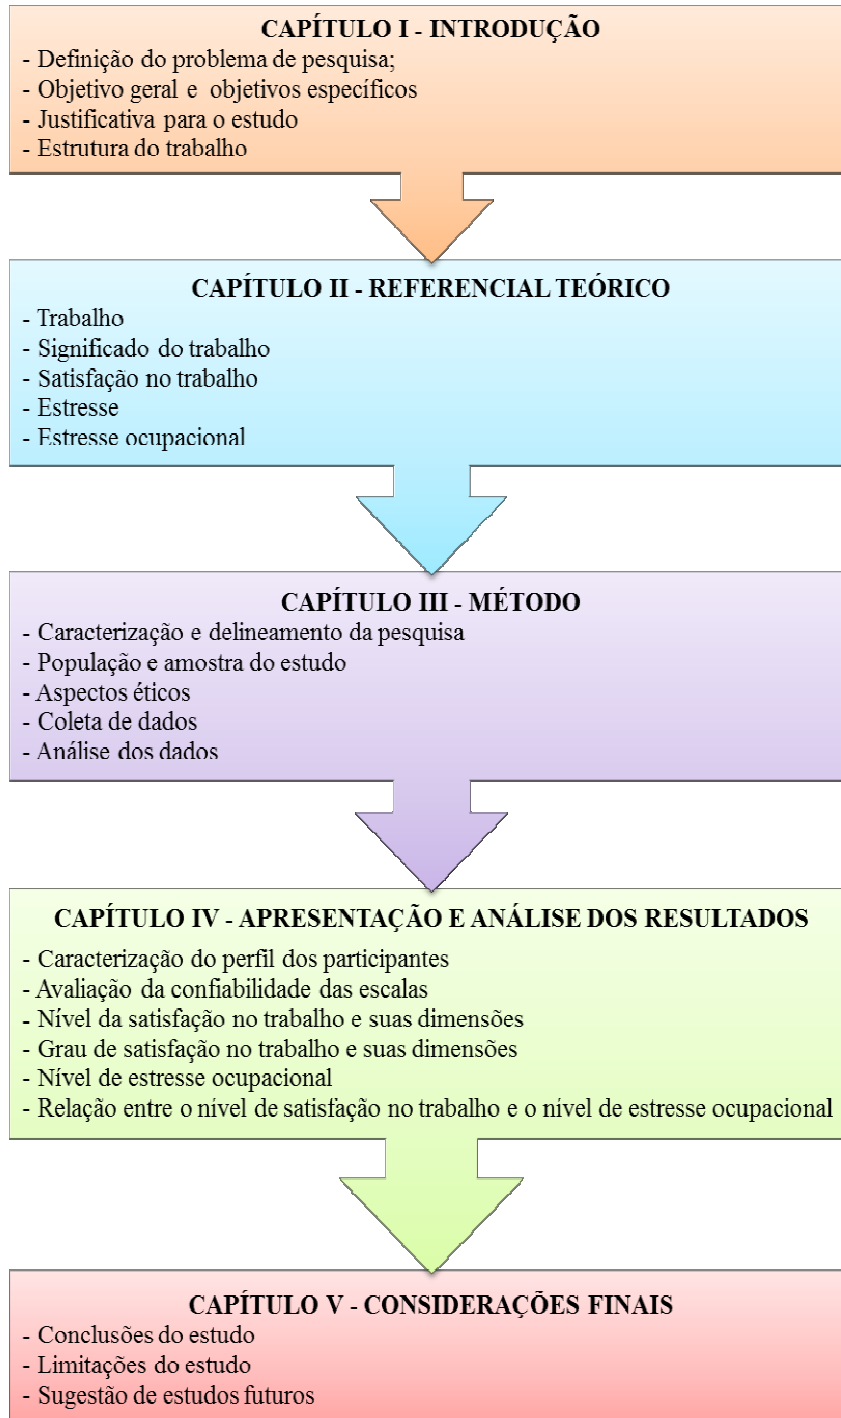 CAPÍTULO I - INTRODUÇÃO
- Definição do problema de pesquisa;
- Objetivo geral e objetivos específicos
- Justificativa para o estudo
- Estrutura do trabalho
CAPÍTULO II - REFERENCIAL TEÓRICO
- Trabalho
- Significado do trabalho
- Satisfação no trabalho
- Estresse
- Estresse ocupacional
CAPÍTULO III - MÉTODO
- Caracterização e delineamento da pesquisa
- População e amostra do estudo
- Aspectos éticos
- Coleta de dados
- Análise dos dados
CAPÍTULO IV - APRESENTAÇÃO E ANÁLISE DOS RESULTADOS
- Caracterização do perfil dos participantes
- Avaliação da confiabilidade das escalas
- Nível da satisfação no trabalho e suas dimensões
- Grau de satisfação no trabalho e suas dimensões
- Nível de estresse ocupacional
- Relação entre o nível de satisfação no trabalho e o nível de estresse ocupacional
CAPÍTULO V - CONSIDERAÇÕES FINAIS
- Conclusões do estudo
- Limitações do estudo
- Sugestão de estudos futuros